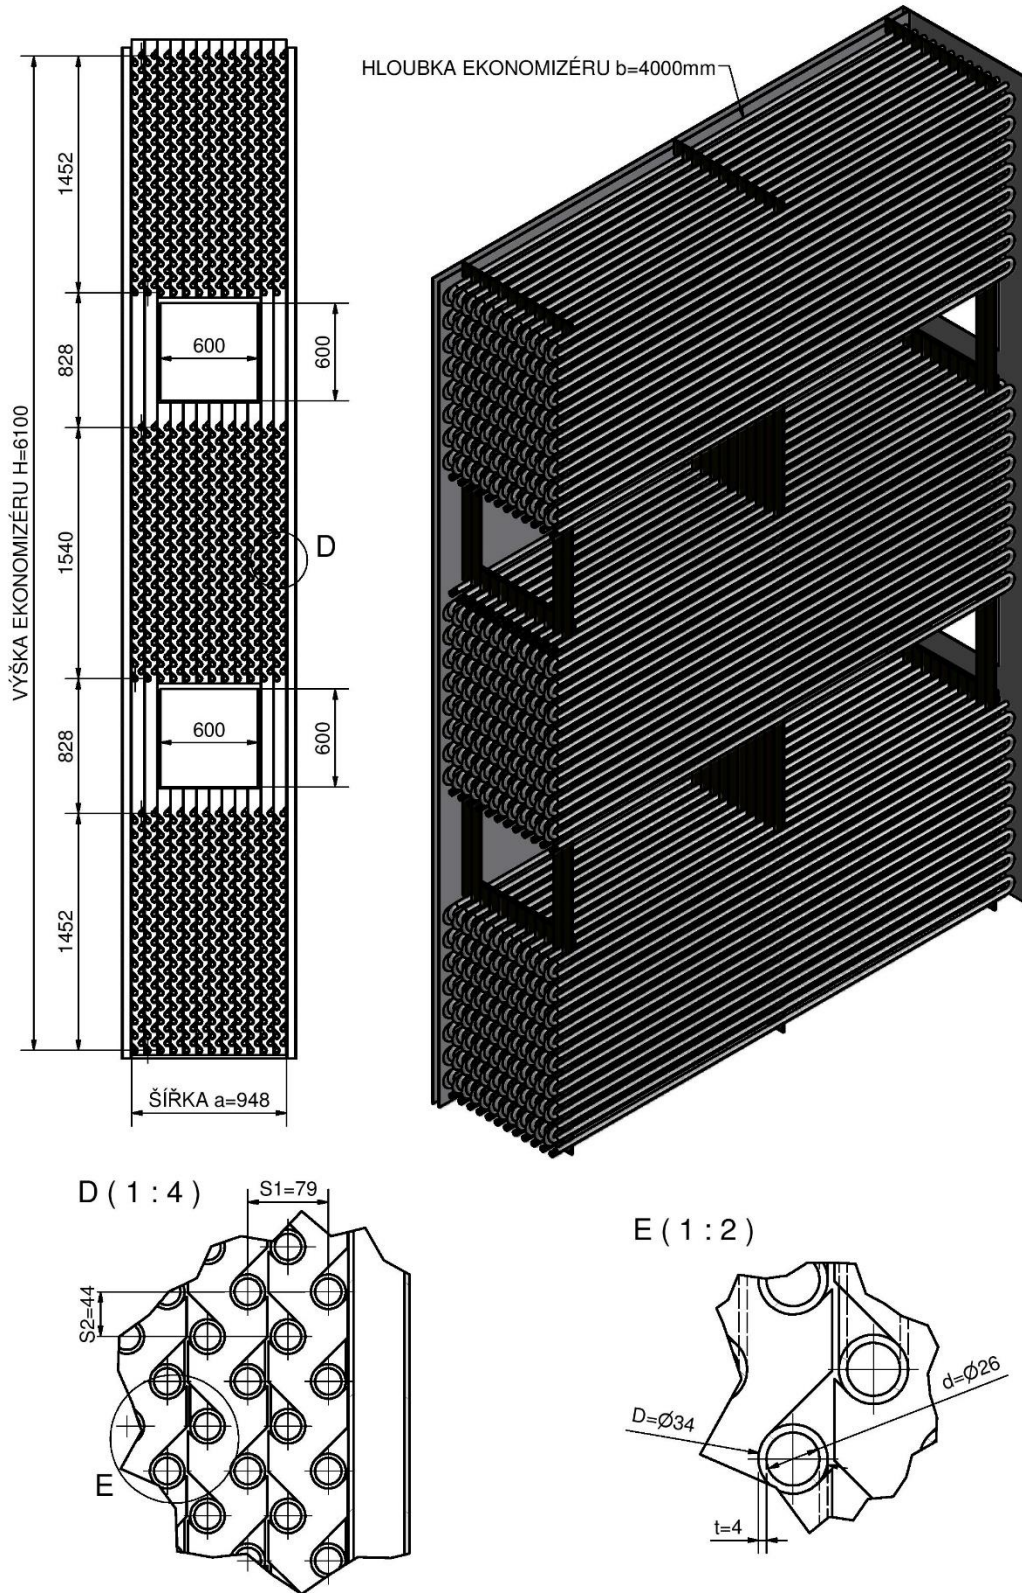 HLOUBKA EKONOMIZÉRU b=4000mm
VÝŠKA EKONOMIZÉRU H=6100
1452
828
1540
828
1452
600
600
600
600
D
ŠÍŘKA a=948
D ( 1 : 4 )
S1=79
S2=44
E
E ( 1 : 2 )
D=Ø34
d=Ø26
t=4